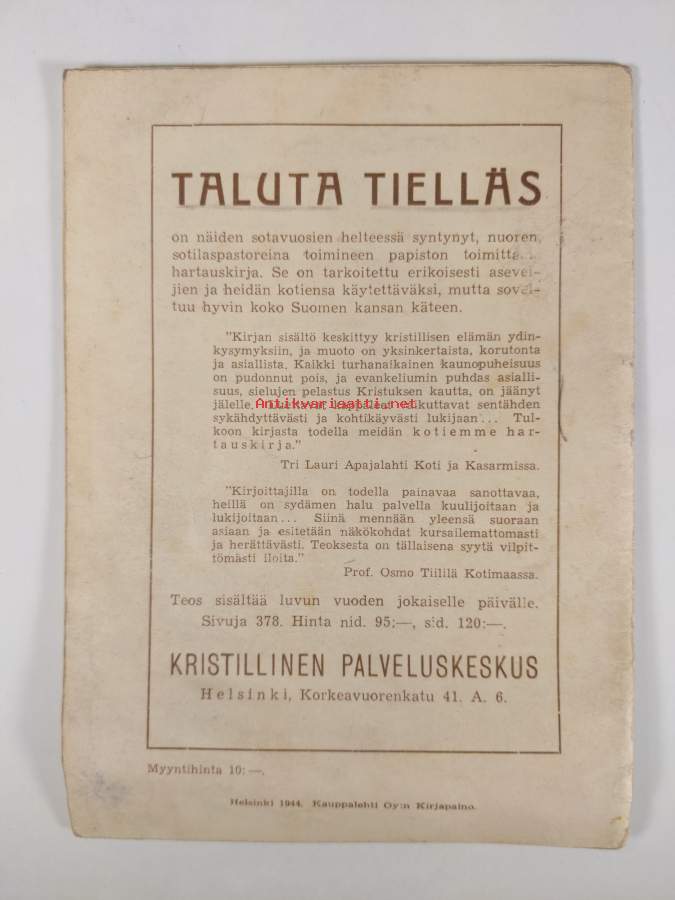 TALUTA TIELLÄS
on näiden sotavuosien helteessä syntynyt, nuoren,
sotilaspastoreina toimineen papiston toimitta...
hartauskirja. Se on tarkoitettu erikoisesti asevel-
jien ja heidän kotiensa käytettäväksi, mutta sovel-
tuu hyvin koko Suomen kansan käteen.
"Kirjan sisältö keskittyy kristillisen elämän ydin-
kysymyksiin, ja muoto on yksinkertaista, korutonta
ja asiallista. Kaikki turhanaikainen kaunopuheisuus
on pudonnut pois, ja evankeliumin puhdas asialli-
suus, sielujen pelastus Kristuksen kautta, on jäänyt
jälelle.
Antikvariaatti.net
vaikuttavat sentähden
sykähdyttävästi ja kohtikäyvästi lukijaan... Tul-
koon kirjasta todella meidän kotiemme har-
tauskirja."
Tri Lauri Apajalahti Koti ja Kasarmissa.
"Kirjoittajilla on todella painavaa sanottavaa,
heillä on sydämen halu palvella kuulijoitaan ja
lukijoitaan... Siinä mennään yleensä suoraan
asiaan ja esitetään näkökohdat kursailemattomasti
ja herättävästi. Teoksesta on tällaisena syytä vilpit-
tömästi iloita."
Prof. Osmo Tiililä Kotimaassa.
Teos sisältää luvun vuoden jokaiselle päivälle.
Sivuja 378. Hinta nid. 95:—, sid. 120:—.
KRISTILLINEN PALVELUSKESKUS
Helsinki, Korkeavuorenkatu 41. A. 6.
Myyntihinta 10:—.
Helsinki 1944. Kauppalehti Oy:n Kirjapaino.